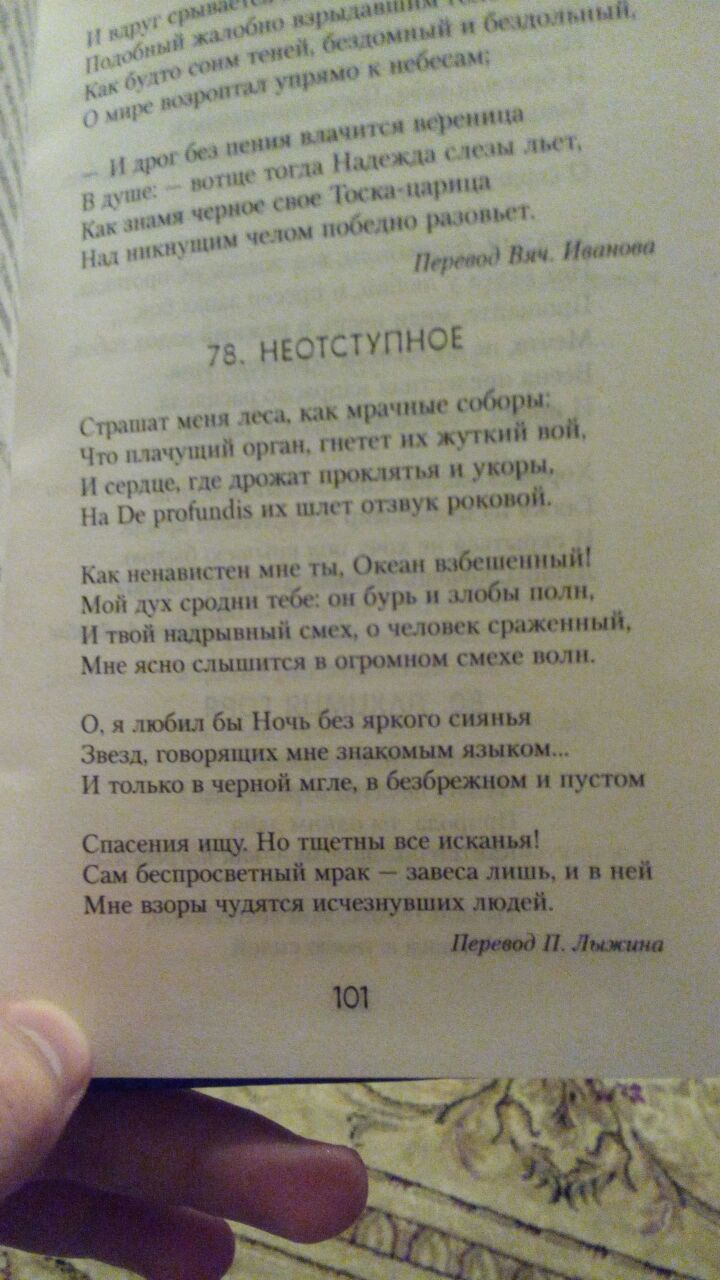 И вдруг срывается
Подобный жалобно взрыдавшим
Как будто сонм теней, бездомный и бездольный,
О мире возроптал упрямо к небесам;
— И дрог без пения влачится вереница
В душе: — вотще тогда Надежда слезы льет,
Как знамя черное свое Тоска-царица
Над никнущим челом победно разовьет.
Перевод Вяч. Иванова
78. НЕОТСТУПНОЕ
Страшат меня леса, как мрачные соборы;
Что плачущий орган, гнетет их жуткий вой,
И сердце, где дрожат проклятья и укоры,
На De profundis их шлет отзвук роковой.
Как ненавистен мне ты, Океан взбешенный!
Мой дух сродни тебе: он бурь и злобы полн,
И твой надрывный смех, о человек сраженный,
Мне ясно слышится в огромном смехе волн.
О, я любил бы Ночь без яркого сиянья
Звезд, говорящих мне знакомым языком...
И только в черной мгле, в безбрежном и пустом
Спасения ищу. Но тщетны все исканья!
Сам беспросветный мрак — завеса лишь, и в ней
Мне взоры чудятся исчезнувших людей.
Перевод П. Лыжина
101